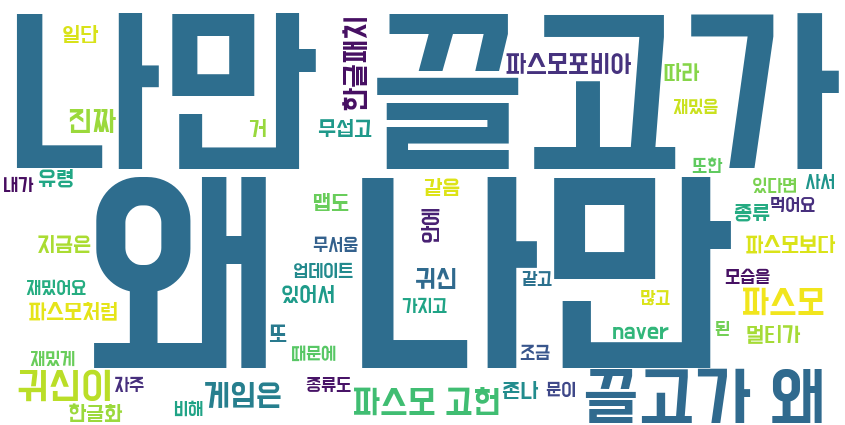 나만 끌고가
일단
한글패치
파스모포비아
따라
진짜
거
무섭고
재밌음
또한
내가
유령
같음
있다면
사서
왜 나만
맵도
안해
종류
먹어요
지금은
무서움
파스모보다
업데이트
귀신
같고
모습을
재밌어요
있어서
가지고
많고
파스모
파스모처럼
또
naver
된
멀티가
재밌게
때문에
조금
귀신이
자주
종류도
존나
문이
끌고가 왜
게임은
파스모 고헌
한글화
비해